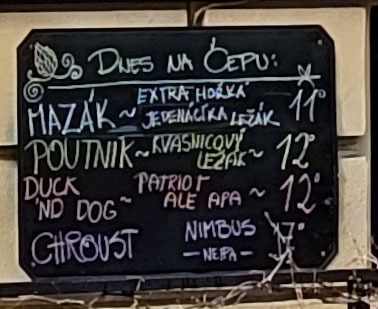 DNES NA ČEPU:
MAZÁK ~ EXTRA HOŘKÁ JEDENÁCTKA LEŽÁK 11°
POUTNÍK ~ KVASNICOVÝ LEŽÁK ~ 12°
DUCK 'ND DOG ~ PATRIOT ALE APA ~ 12°
CHROUST NIMBUS — NEIPA —